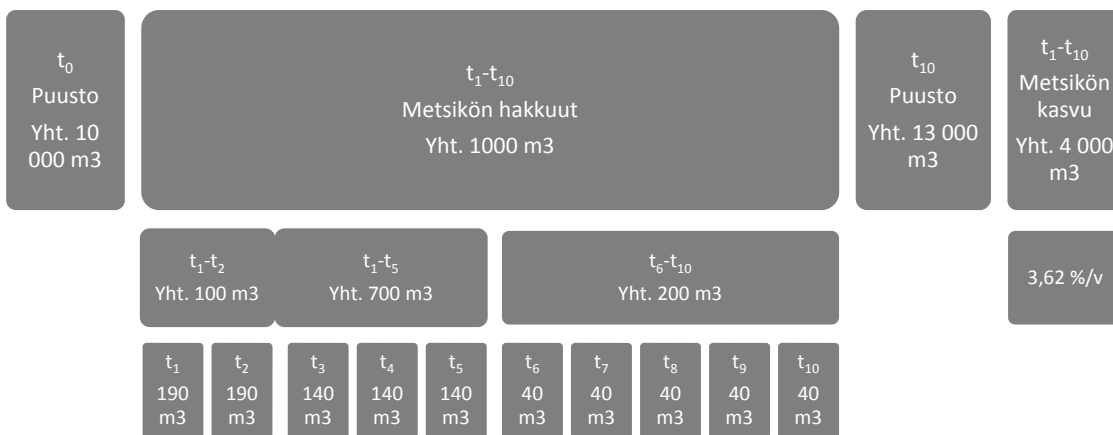 t₀
Puusto
Yht. 10
000 m3
t₁-t₁₀
Metsikön hakkuut
Yht. 1000 m3
t₁₀
Puusto
Yht. 13 000
m3
t₁-t₁₀
Metsikön
kasvu
Yht. 4 000
m3
t₁-t₂
Yht. 100 m3
t₁-t₅
Yht. 700 m3
t₆-t₁₀
Yht. 200 m3
3,62 %/v
t₁
190
m3
t₂
190
m3
t₃
140
m3
t₄
140
m3
t₅
140
m3
t₆
40
m3
t₇
40
m3
t₈
40
m3
t₉
40
m3
t₁₀
40
m3